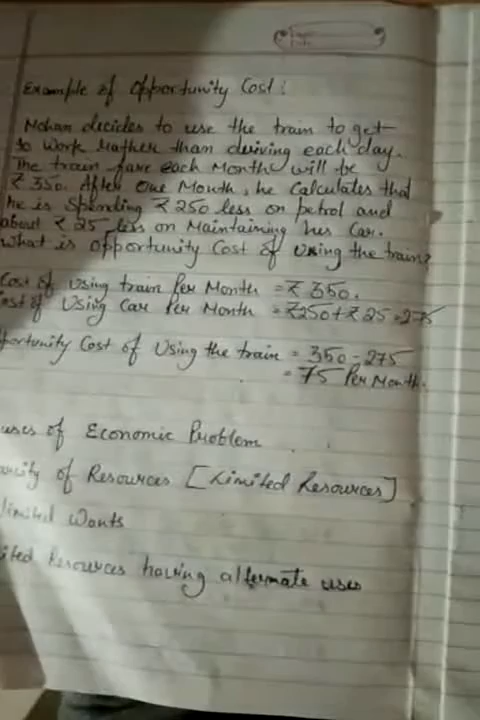 Example of Opportunity Cost:
Mohan decides to use the train to get
to work rather than driving each day.
The train fare each Month will be
₹ 350. After One Month, he Calculates that
he is Spending ₹ 250 less on petrol and
about ₹ 25 less on Maintaining his Car.
What is Opportunity Cost of using the train?
Cost of Using train Per Month = ₹ 350.
Cost of Using Car Per Month = ₹250+₹25=275
portunity Cost of Using the train = 350-275
= 75 Per Month.
uses of Economic Problem
arcity of Resources [Limited Resources]
limited Wants
ited Resources having alternate uses